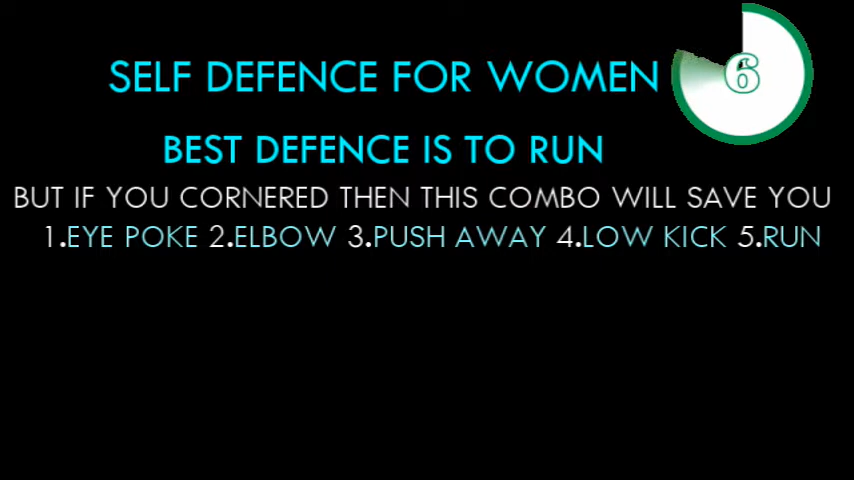 SELF DEFENCE FOR WOMEN
6
BEST DEFENCE IS TO RUN
BUT IF YOU CORNERED THEN THIS COMBO WILL SAVE YOU
1.EYE POKE 2.ELBOW 3.PUSH AWAY 4.LOW KICK 5.RUN